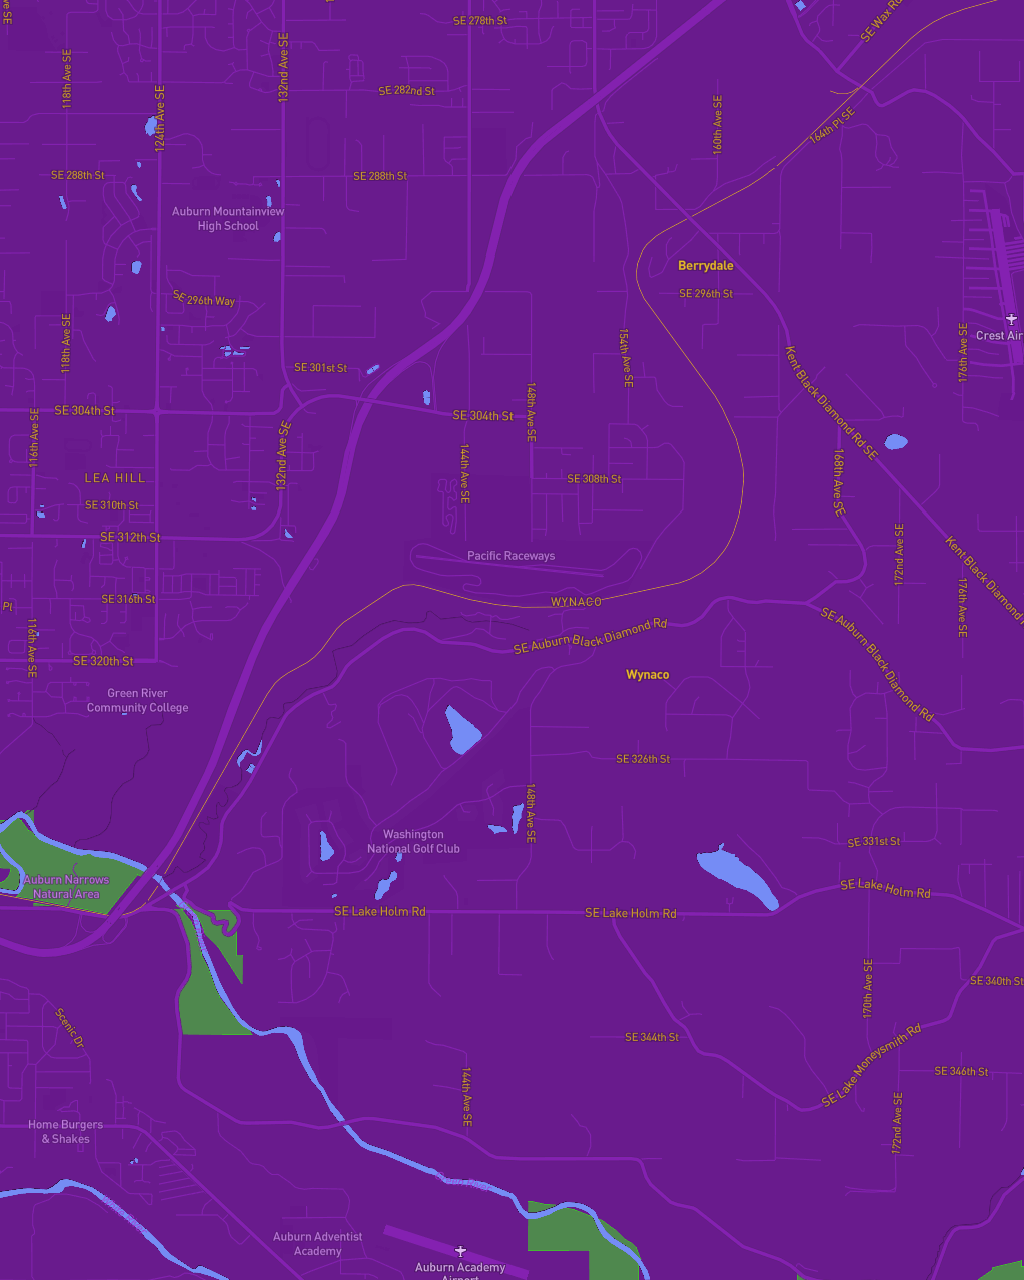 SE 278th St
SE Wax Rd
118th Ave SE
132nd Ave SE
124th Ave SE
SE 282nd St
160th Ave SE
164th Pl SE
SE 288th St
SE 288th St
Auburn Mountainview
High School
Berrydale
SE 296th St
SE 296th Way
118th Ave SE
154th Ave SE
176th Ave SE
Crest Air
Kent Black Diamond Rd SE
SE 301st St
SE 304th St
SE 304th St
148th Ave SE
116th Ave SE
132nd Ave SE
144th Ave SE
168th Ave SE
LEA HILL
SE 308th St
SE 310th St
SE 312th St
172nd Ave SE
Pacific Raceways
Kent Black Diamond
SE 316th St
WYNACO
Pl
176th Ave SE
116th Ave SE
SE Auburn Black Diamond Rd
SE Auburn Black Diamond Rd
SE 320th St
Wynaco
Green River
Community College
SE 326th St
148th Ave SE
Washington
National Golf Club
SE 331st St
Auburn Narrows
Natural Area
SE Lake Holm Rd
SE Lake Holm Rd
SE Lake Holm Rd
170th Ave SE
SE 340th St
Scenic Dr
SE 344th St
SE Lake Moneysmith Rd
SE 346th St
144th Ave SE
172nd Ave SE
Home Burgers
& Shakes
Auburn Adventist
Academy
Auburn Academy
Airport